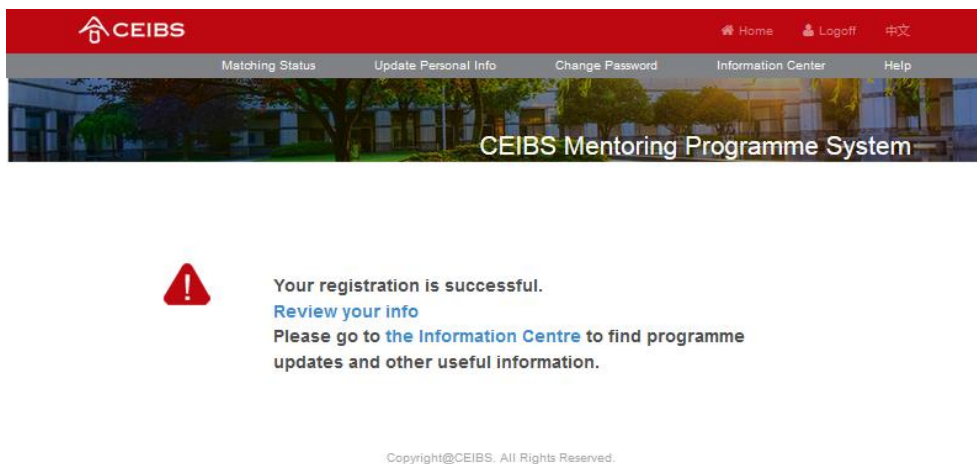 CEIBS
Home Logoff 中文
Matching Status Update Personal Info Change Password Information Center Help
CEIBS Mentoring Programme System
!
Your registration is successful.
Review your info
Please go to the Information Centre to find programme
updates and other useful information.
Copyright@CEIBS. All Rights Reserved.